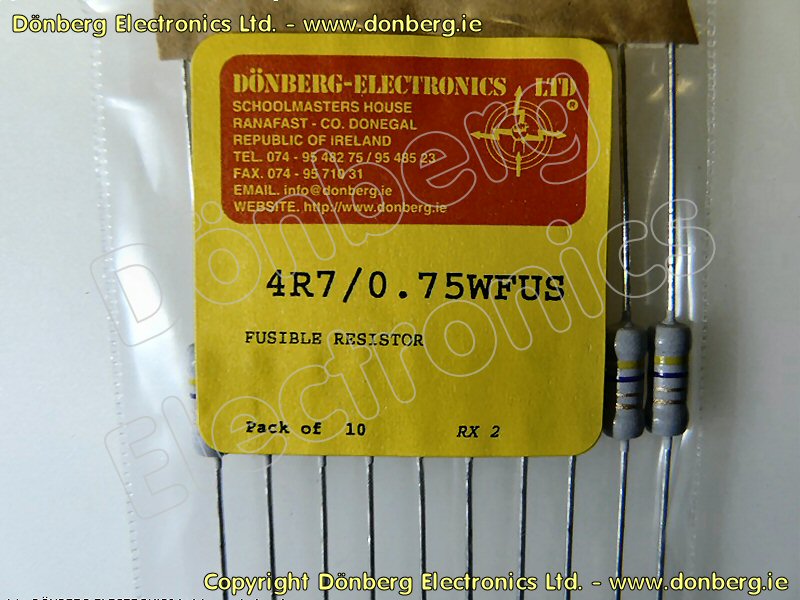 Dönberg Electronics Ltd. - www.donberg.ie
DÖNBERG-ELECTRONICS LTD
®
SCHOOLMASTERS HOUSE
RANAFAST - CO. DONEGAL
REPUBLIC OF IRELAND
TEL. 074 - 95 482 75 / 95 485 23
FAX. 074 - 95 710 31
EMAIL. info@donberg.ie
WEBSITE. http://www.donberg.ie
Dönberg
Electronics
4R7/0.75WFUS
FUSIBLE RESISTOR
Pack of 10 RX 2
Copyright Dönberg Electronics Ltd. - www.donberg.ie